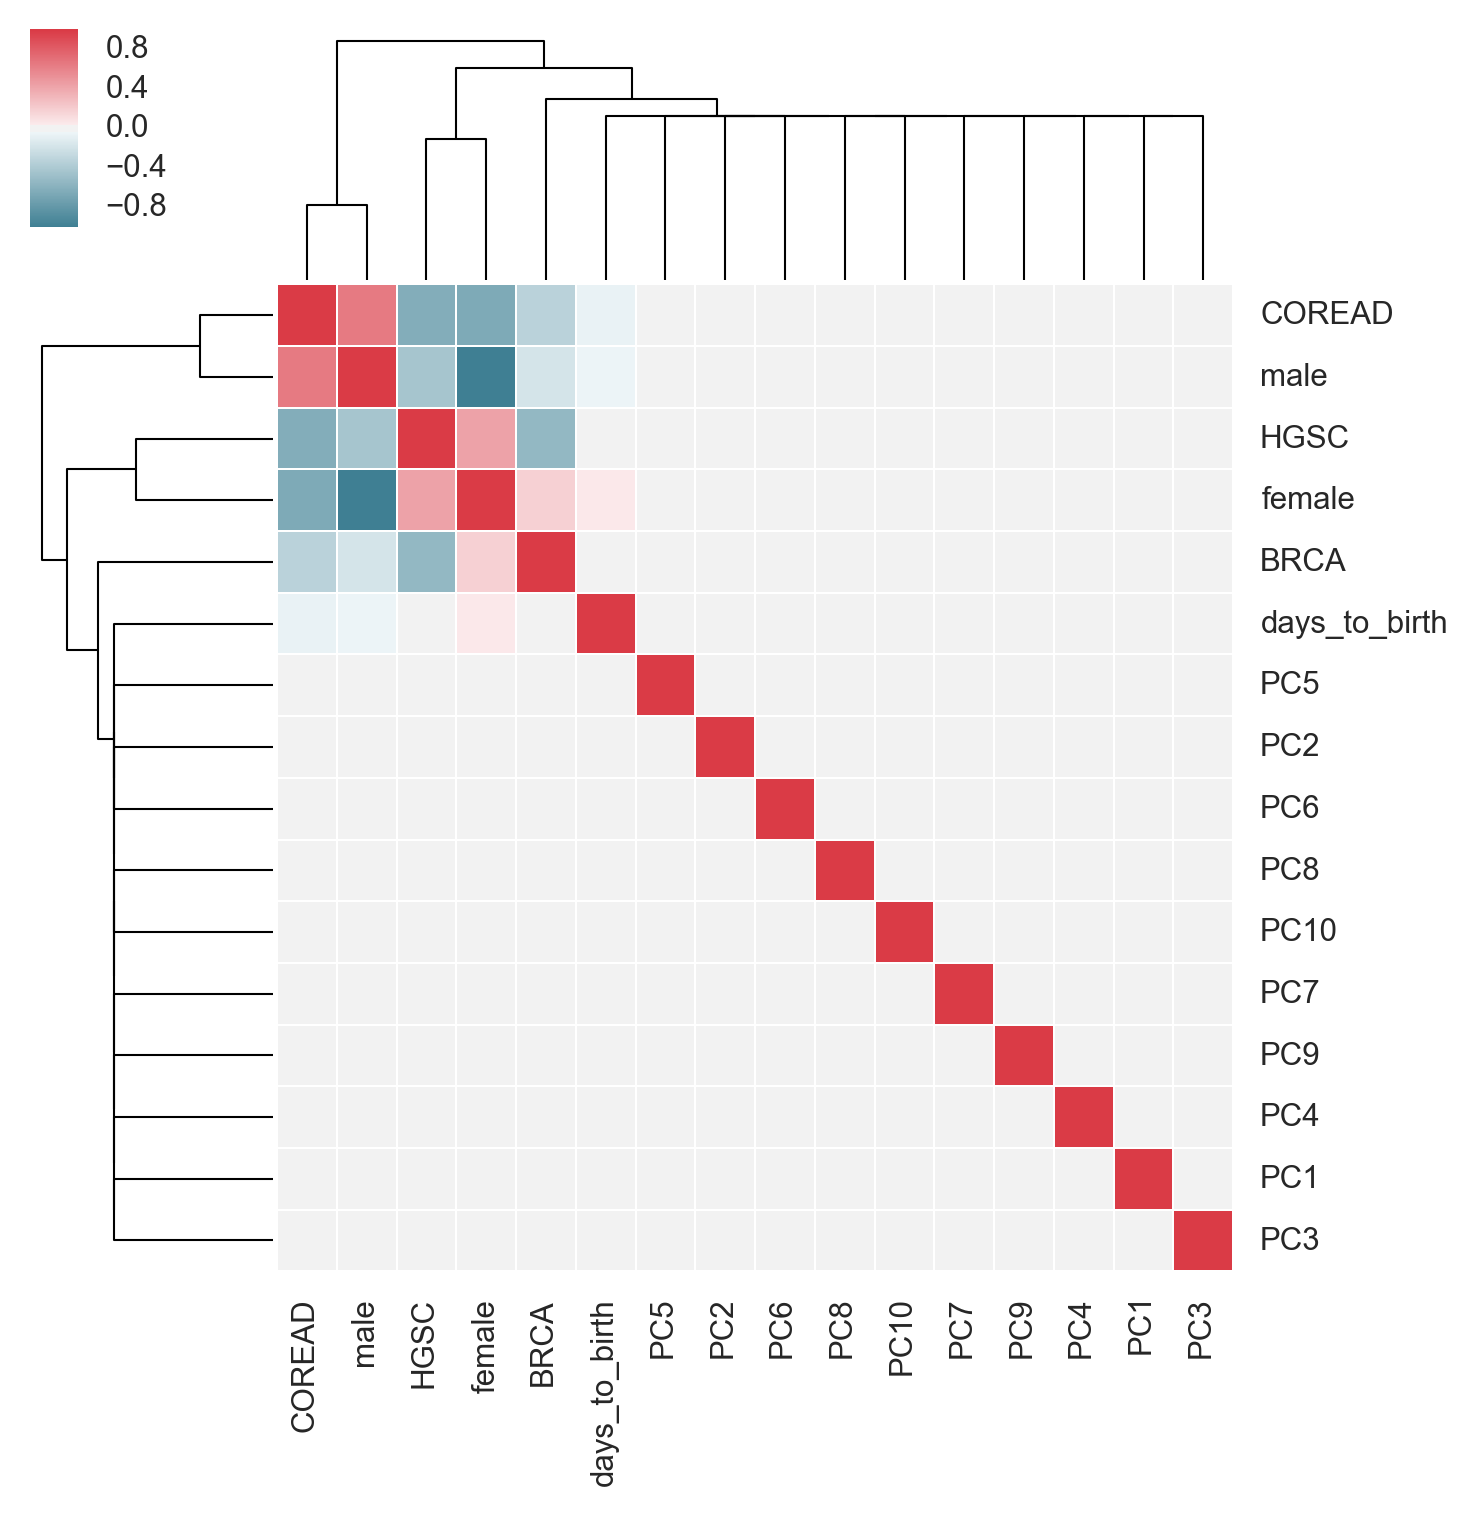 0.8
0.4
0.0
−0.4
−0.8
COREAD
male
HGSC
female
BRCA
days_to_birth
PC5
PC2
PC6
PC8
PC10
PC7
PC9
PC4
PC1
PC3
COREAD
male
HGSC
female
BRCA
days_to_birth
PC5
PC2
PC6
PC8
PC10
PC7
PC9
PC4
PC1
PC3